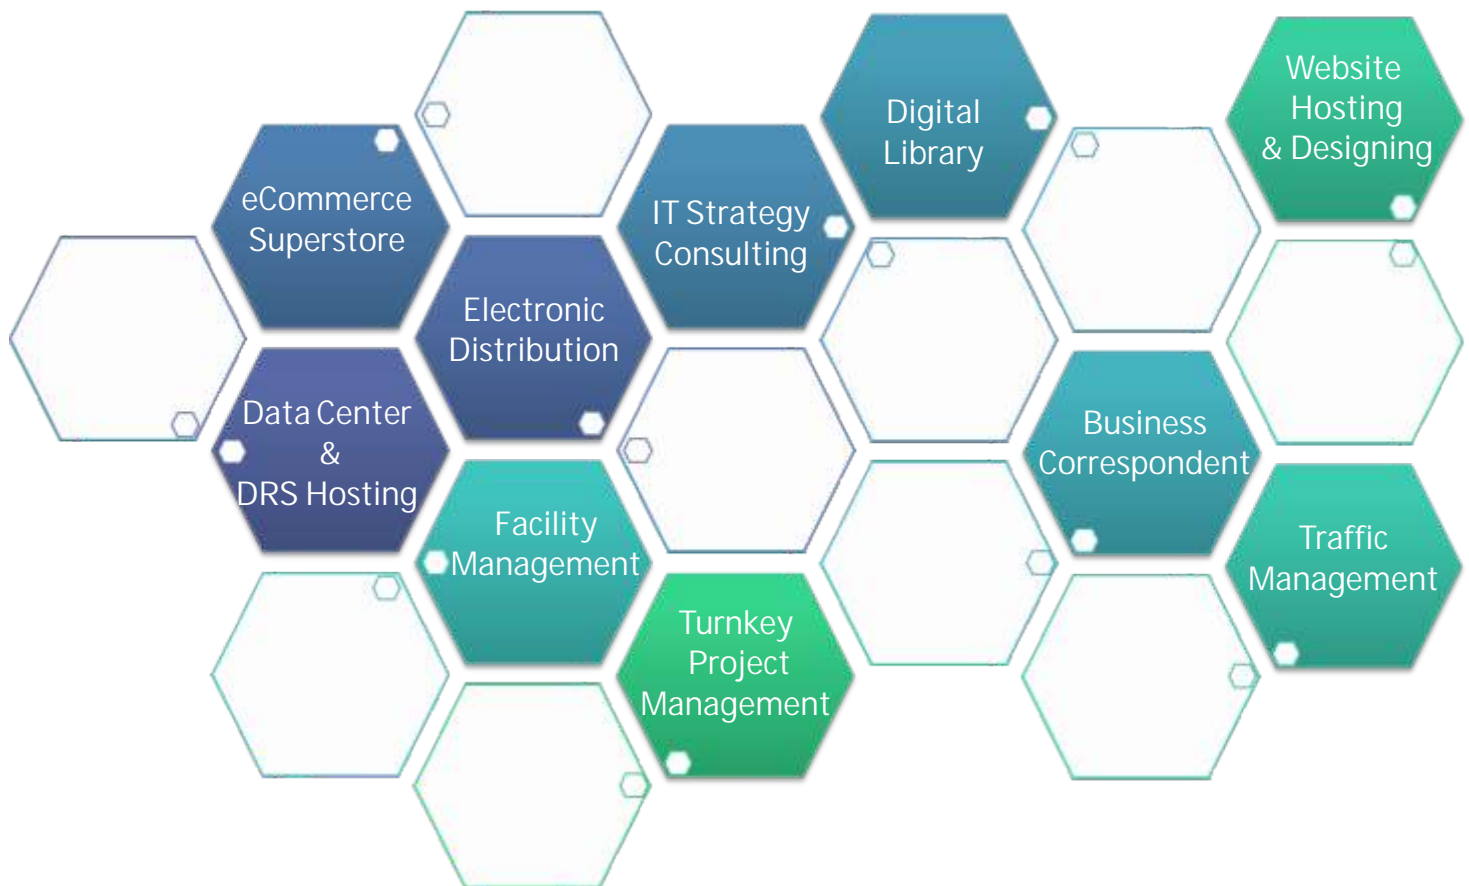 eCommerce
Superstore
Data Center
&
DRS Hosting
Electronic
Distribution
Facility
Management
IT Strategy
Consulting
Turnkey
Project
Management
Digital
Library
Business
Correspondent
Website
Hosting
& Designing
Traffic
Management